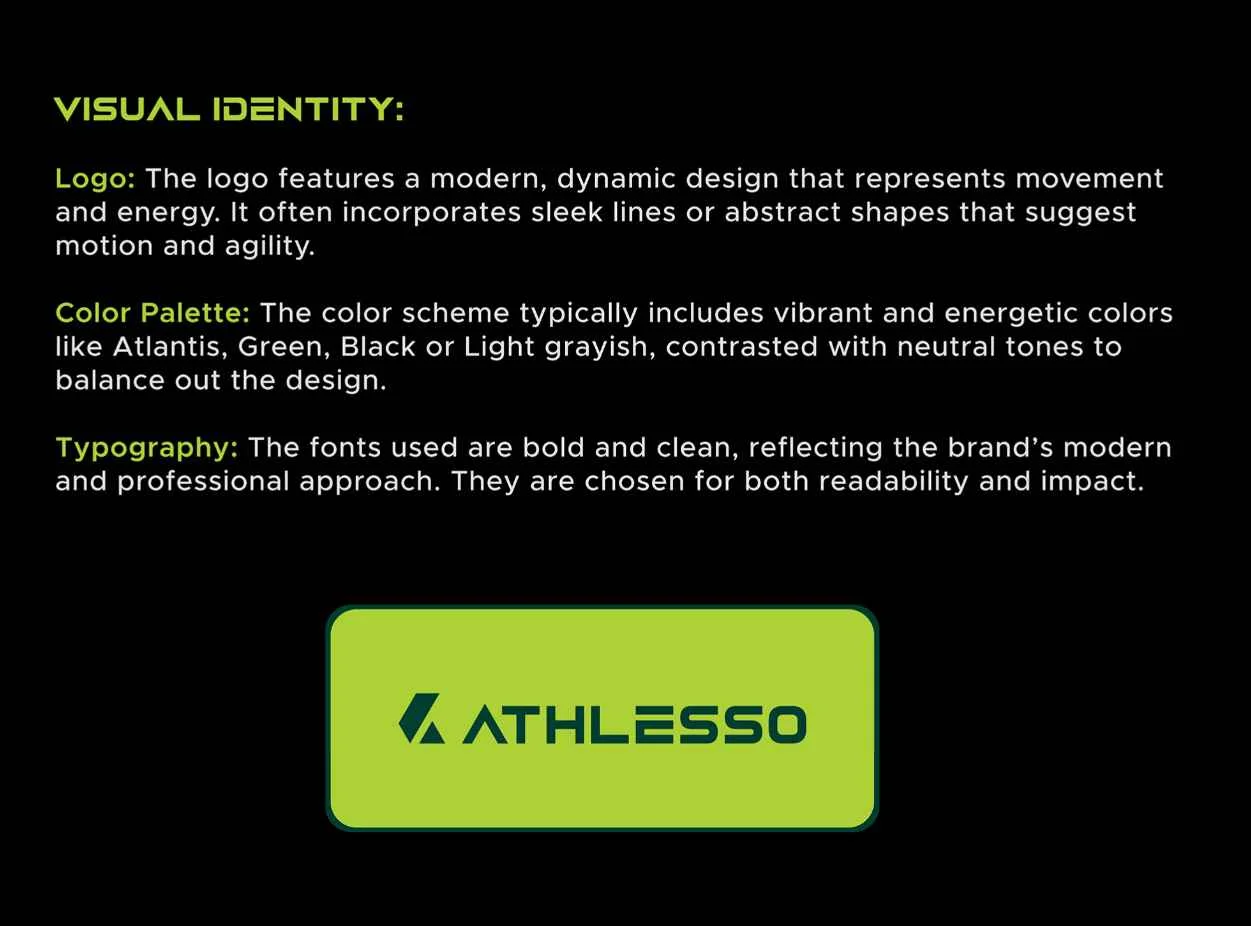 VISUAL IDENTITY:
Logo: The logo features a modern, dynamic design that represents movement
and energy. It often incorporates sleek lines or abstract shapes that suggest
motion and agility.
Color Palette: The color scheme typically includes vibrant and energetic colors
like Atlantis, Green, Black or Light grayish, contrasted with neutral tones to
balance out the design.
Typography: The fonts used are bold and clean, reflecting the brand’s modern
and professional approach. They are chosen for both readability and impact.
ATHLESSO